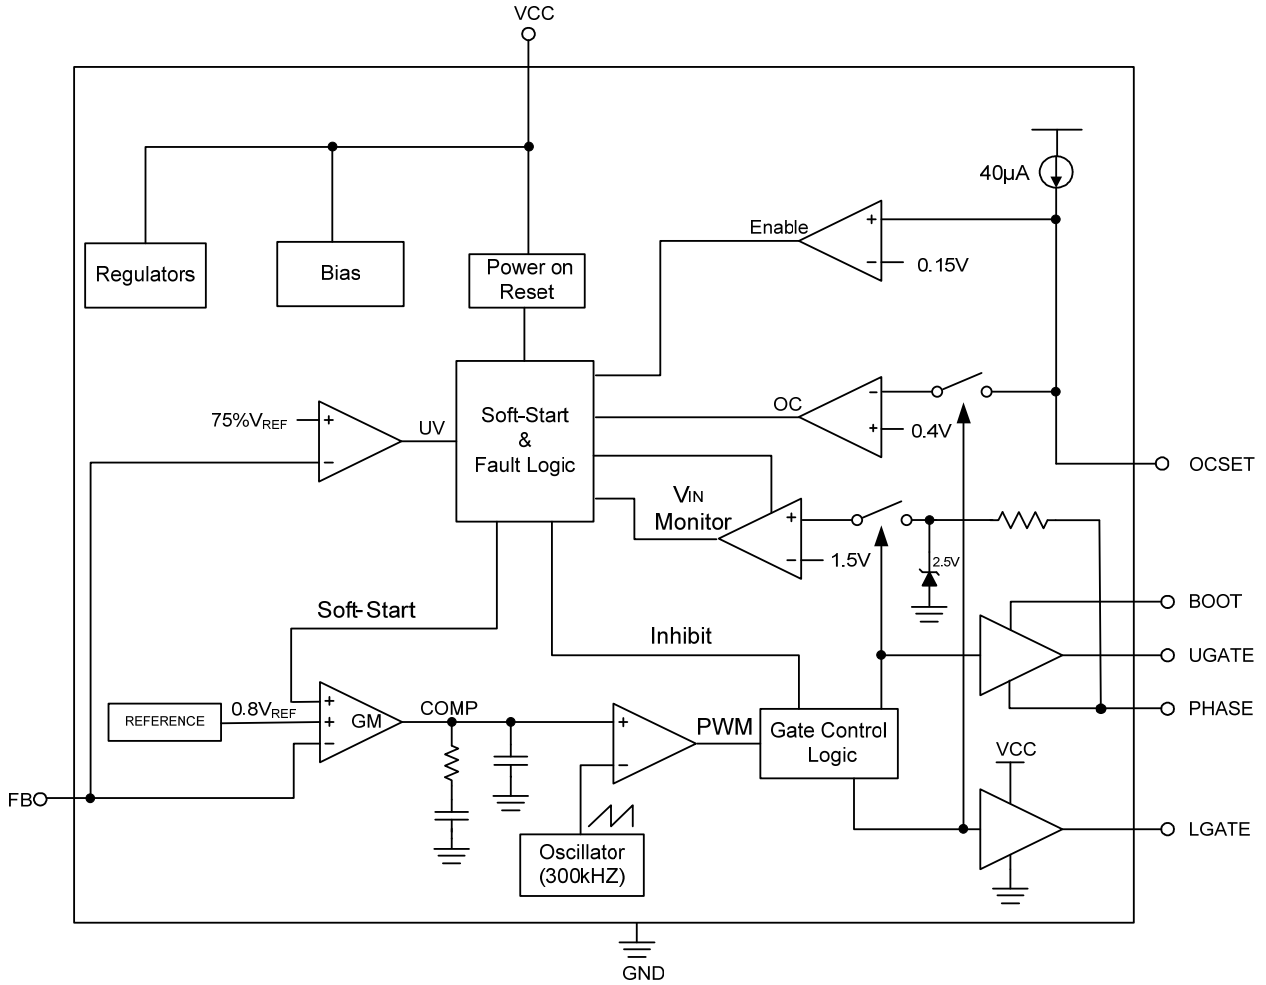 VCC
40µA
Enable
+
−
0.15V
Regulators
Bias
Power on
Reset
75%VREF
+
−
UV
Soft-Start
&
Fault Logic
OC
−
+
0.4V
OCSET
VIN
Monitor
+
−
1.5V
2.5V
Soft-Start
Inhibit
BOOT
UGATE
PHASE
REFERENCE
0.8VREF
+
+
−
GM
COMP
+
−
PWM
Gate Control
Logic
VCC
FB
LGATE
Oscillator
(300kHZ)
GND